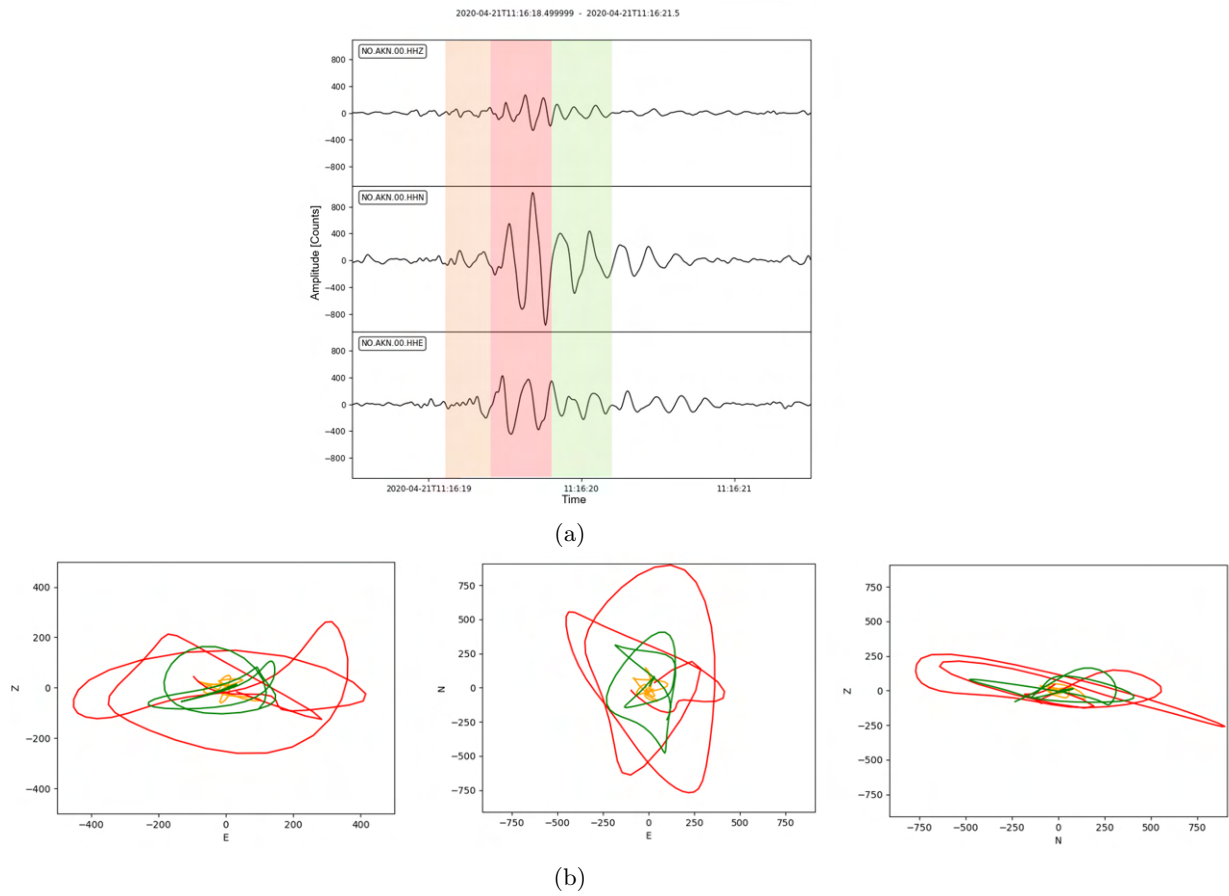 2020-04-21T11:16:18.499999 - 2020-04-21T11:16:21.5
NO.AKN.00.HHZ
800
400
0
−400
−800
NO.AKN.00.HHN
800
400
0
−400
−800
Amplitude [Counts]
NO.AKN.00.HHE
800
400
0
−400
−800
2020-04-21T11:16:19 11:16:20 11:16:21
Time
(a)
400
200
0
−200
−400
Z
−400 −200 0 200 400
E
750
500
250
0
−250
−500
−750
N
−750 −500 −250 0 250 500 750
E
750
500
250
0
−250
−500
−750
Z
−750 −500 −250 0 250 500 750
N
(b)